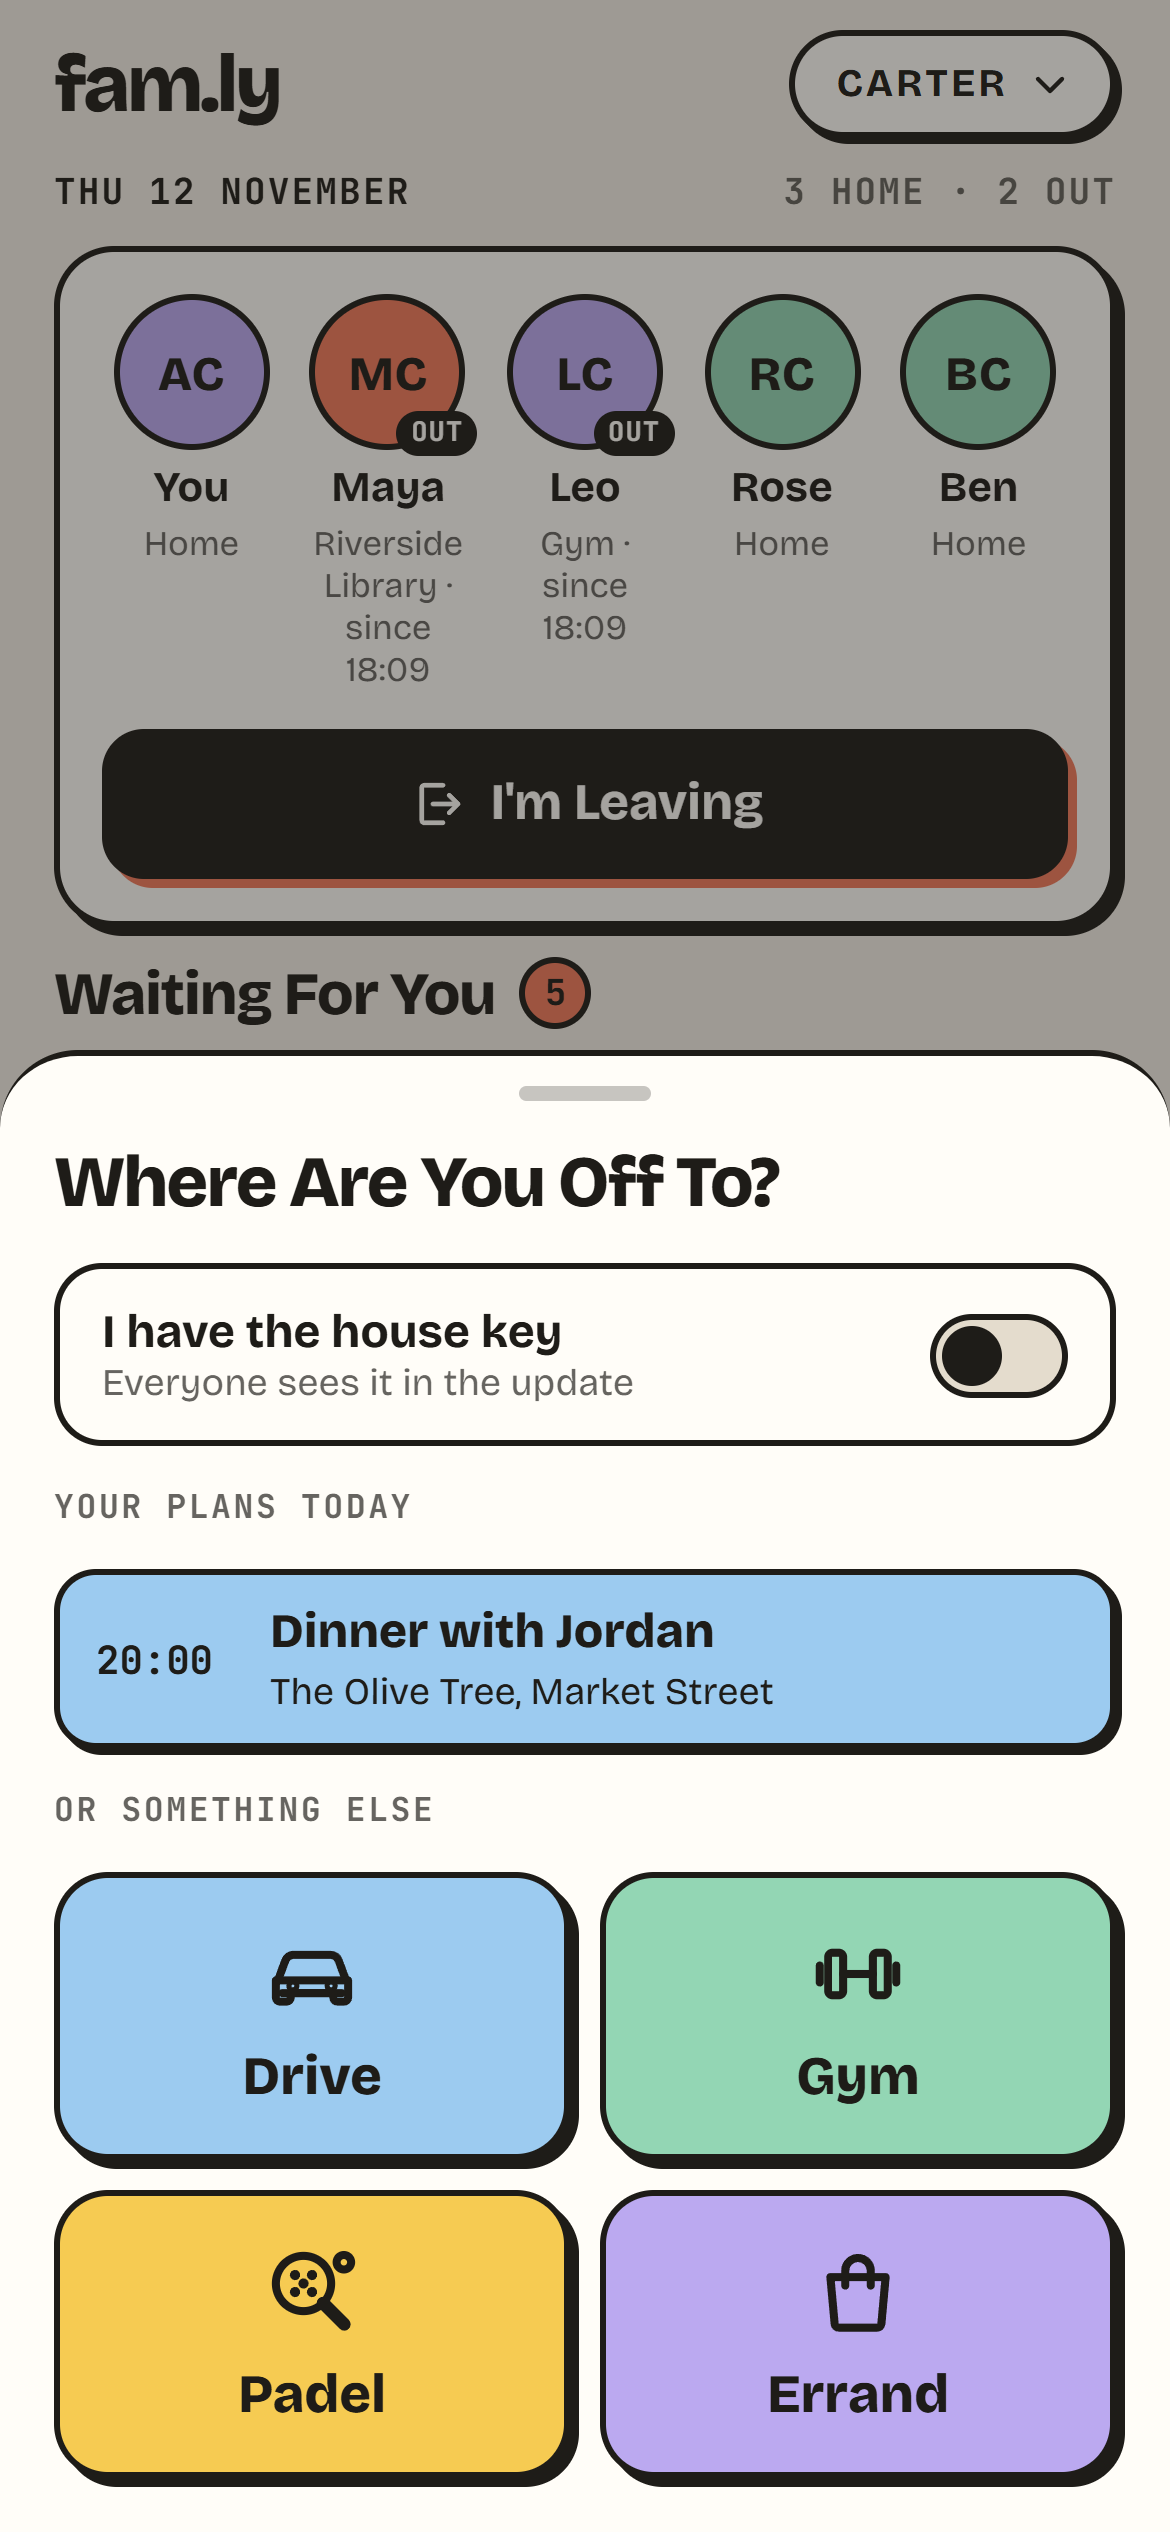 fam.ly
CARTER
THU 12 NOVEMBER
3 HOME · 2 OUT
AC
MC
LC
RC
BC
OUT
OUT
You
Maya
Leo
Rose
Ben
Home
Riverside
Library ·
since
18:09
Gym ·
since
18:09
Home
Home
I'm Leaving
Waiting For You
5
Where Are You Off To?
I have the house key
Everyone sees it in the update
YOUR PLANS TODAY
20:00
Dinner with Jordan
The Olive Tree, Market Street
OR SOMETHING ELSE
Drive
Gym
Padel
Errand